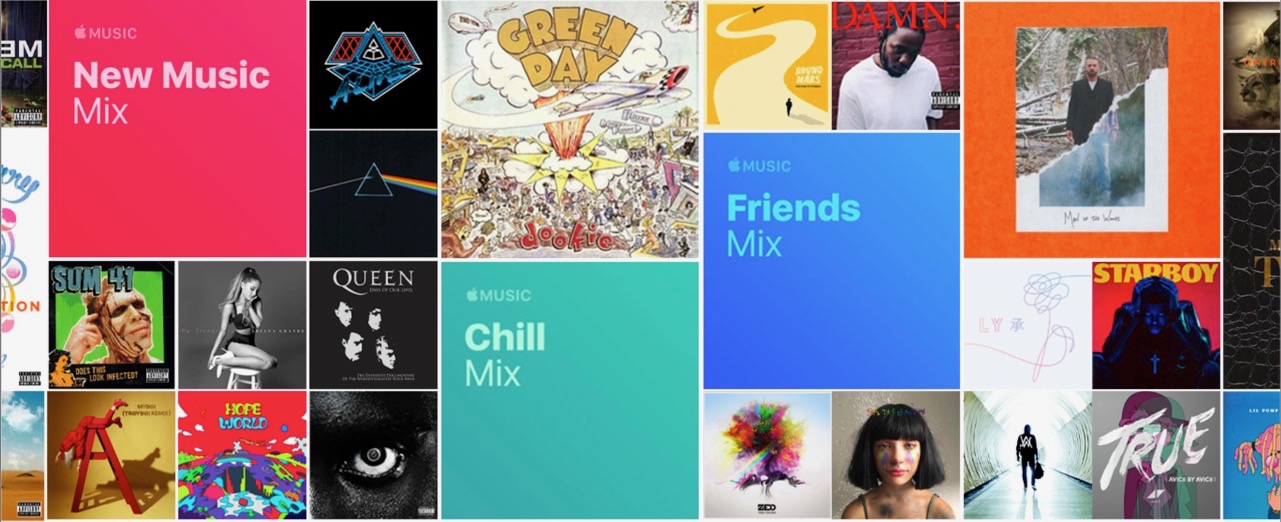 EM
CALL
MUSIC
New Music
Mix
GREEN
DAY
dookie
BRUNO
MARS
DAMN.
MUSIC
Friends
Mix
Man of the Woods
TION
SUM 41
DOES THIS
LOOK INFECTED?
ARIANA GRANDE
QUEEN
DAYS OF OUR LIVES
MUSIC
Chill
Mix
LY 承
STARBOY
T
HOPE
WORLD
ZEDD
TRUE
(AVICII BY AVICII)
LIL PUMP